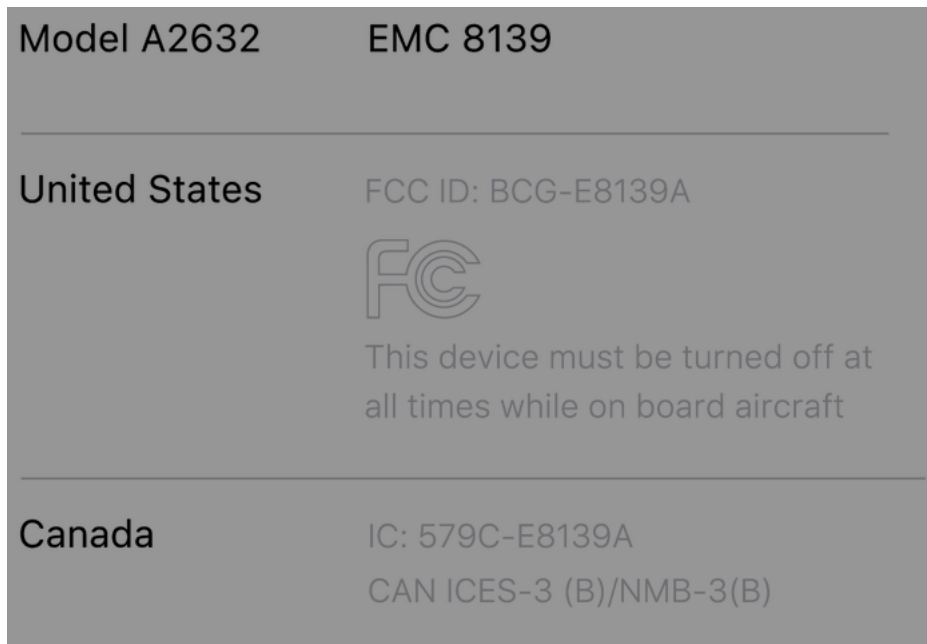 Model A2632 EMC 8139
United States FCC ID: BCG-E8139A
FC
This device must be turned off at
all times while on board aircraft
Canada IC: 579C-E8139A
CAN ICES-3 (B)/NMB-3(B)